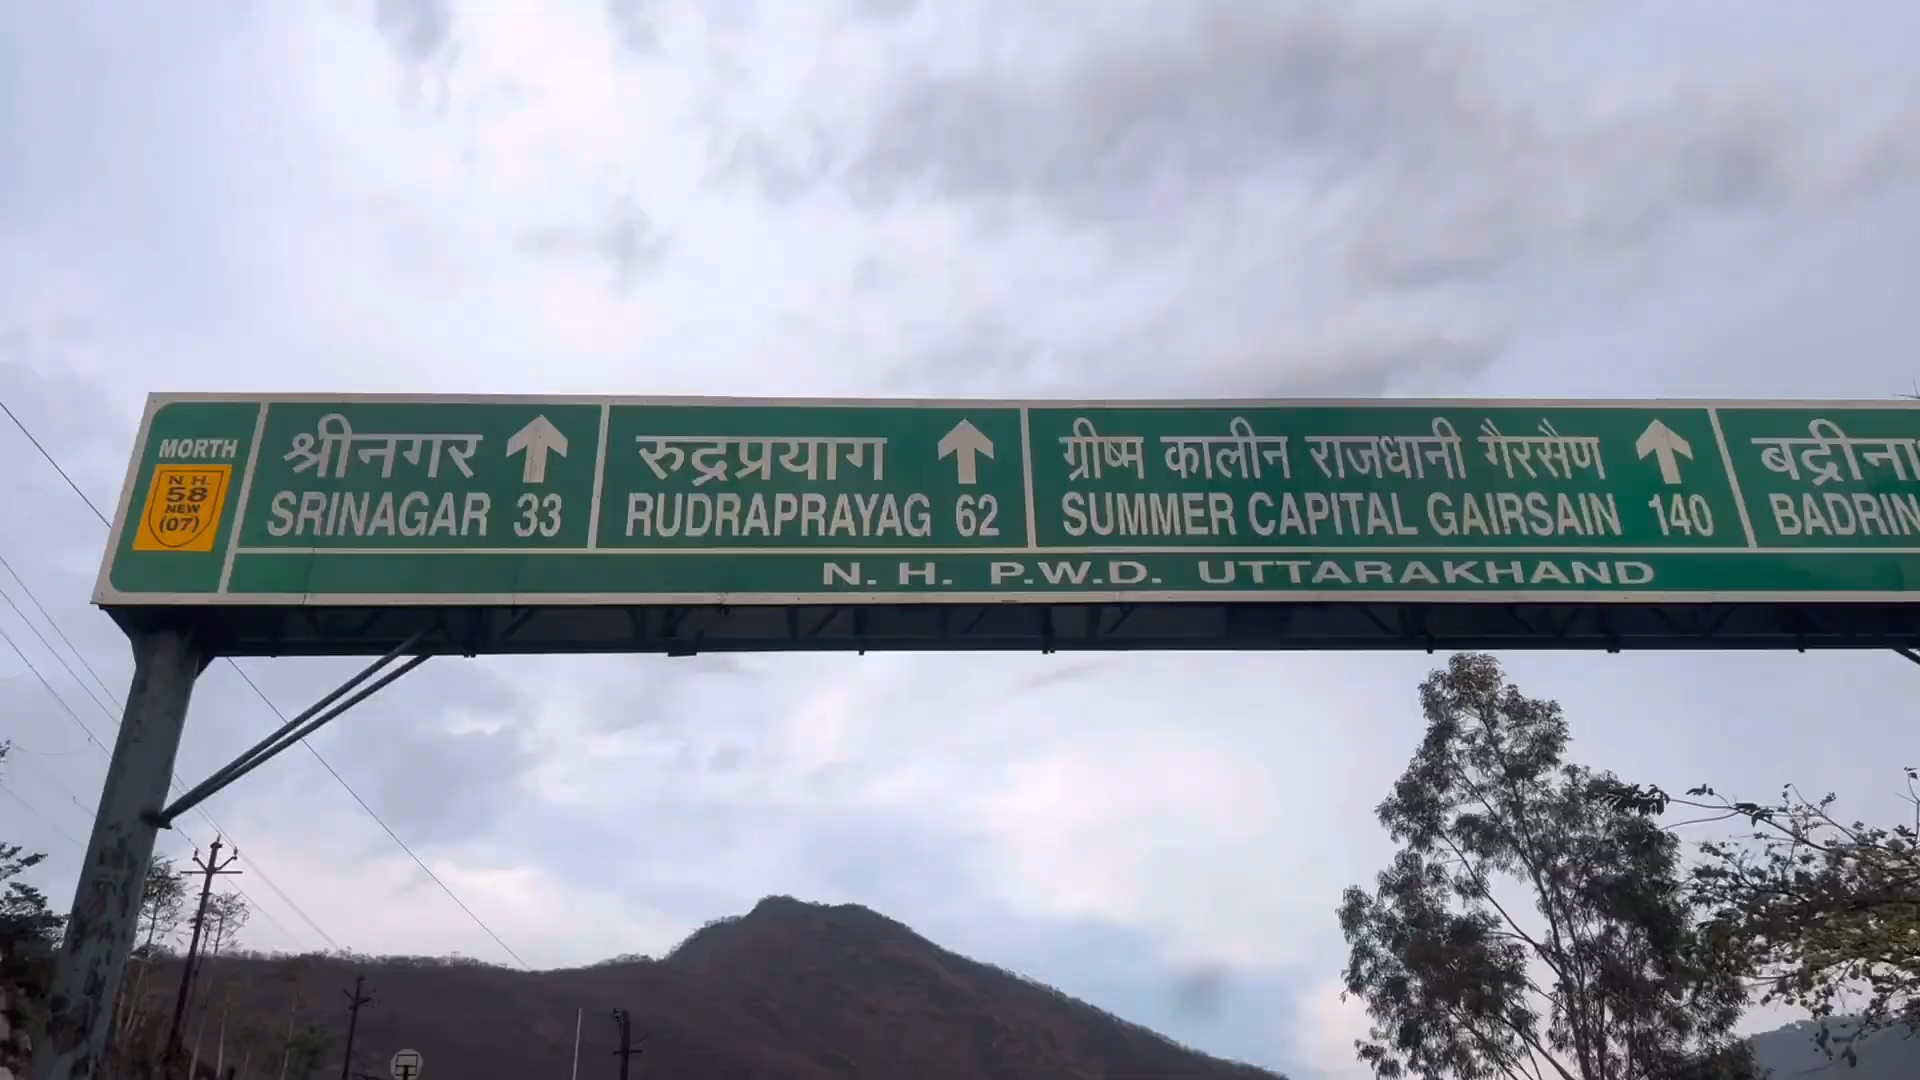 MORTH
N.H.
58
NEW
(07)
श्रीनगर
SRINAGAR 33
रुद्रप्रयाग
RUDRAPRAYAG 62
ग्रीष्म कालीन राजधानी गैरसैण
SUMMER CAPITAL GAIRSAIN 140
बद्रीना
BADRIN
N. H. P.W.D. UTTARAKHAND